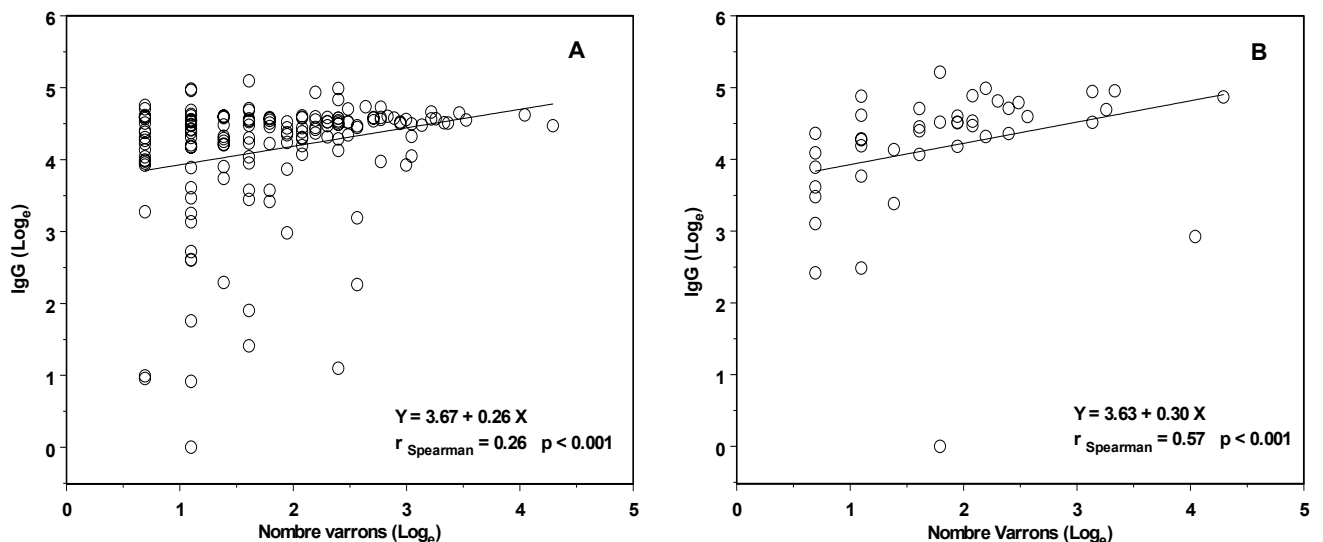 6
5
4
3
2
1
0
IgG (Logₑ)
A
Y = 3.67 + 0.26 X
r Spearman = 0.26 p < 0.001
0 1 2 3 4 5
Nombre varrons (Logₑ)
6
5
4
3
2
1
0
IgG (Logₑ)
B
Y = 3.63 + 0.30 X
r Spearman = 0.57 p < 0.001
0 1 2 3 4 5
Nombre Varrons (Logₑ)